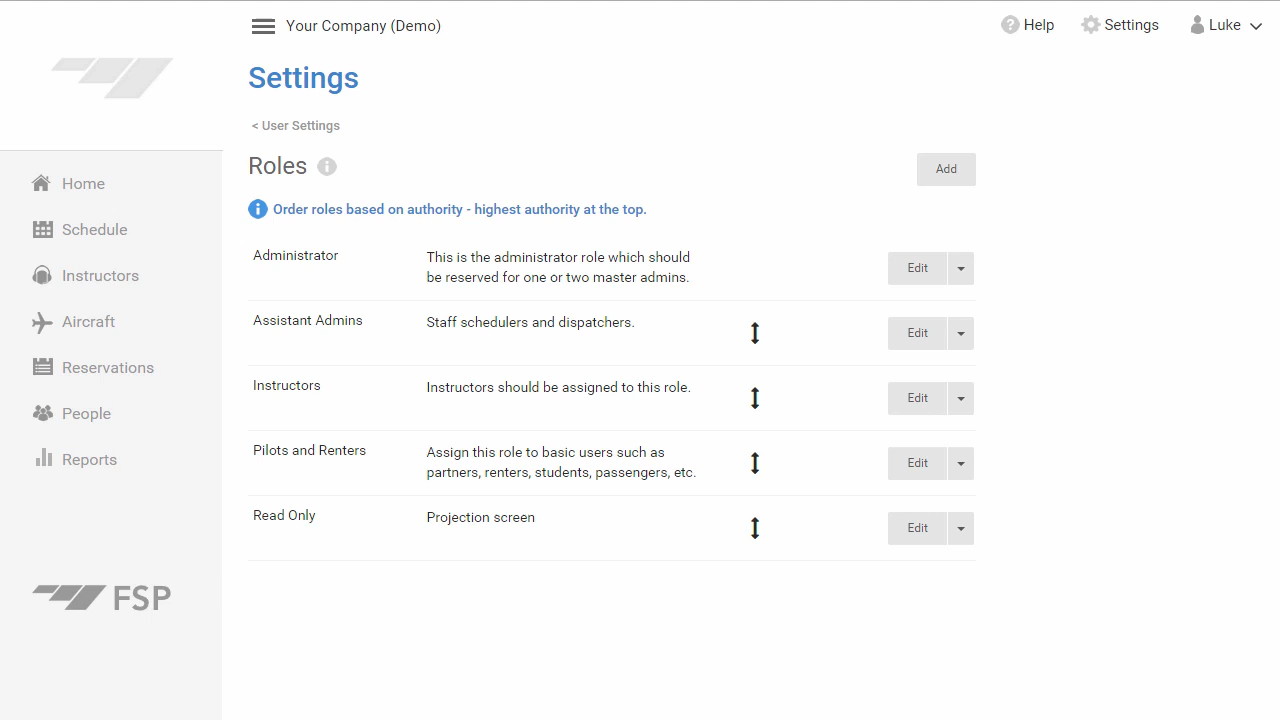 Your Company (Demo)
Help
Settings
Luke
Settings
< User Settings
Roles
Add
Order roles based on authority - highest authority at the top.
Administrator
This is the administrator role which should
be reserved for one or two master admins.
Edit
Assistant Admins
Staff schedulers and dispatchers.
Edit
Instructors
Instructors should be assigned to this role.
Edit
Pilots and Renters
Assign this role to basic users such as
partners, renters, students, passengers, etc.
Edit
Read Only
Projection screen
Edit
Home
Schedule
Instructors
Aircraft
Reservations
People
Reports
FSP